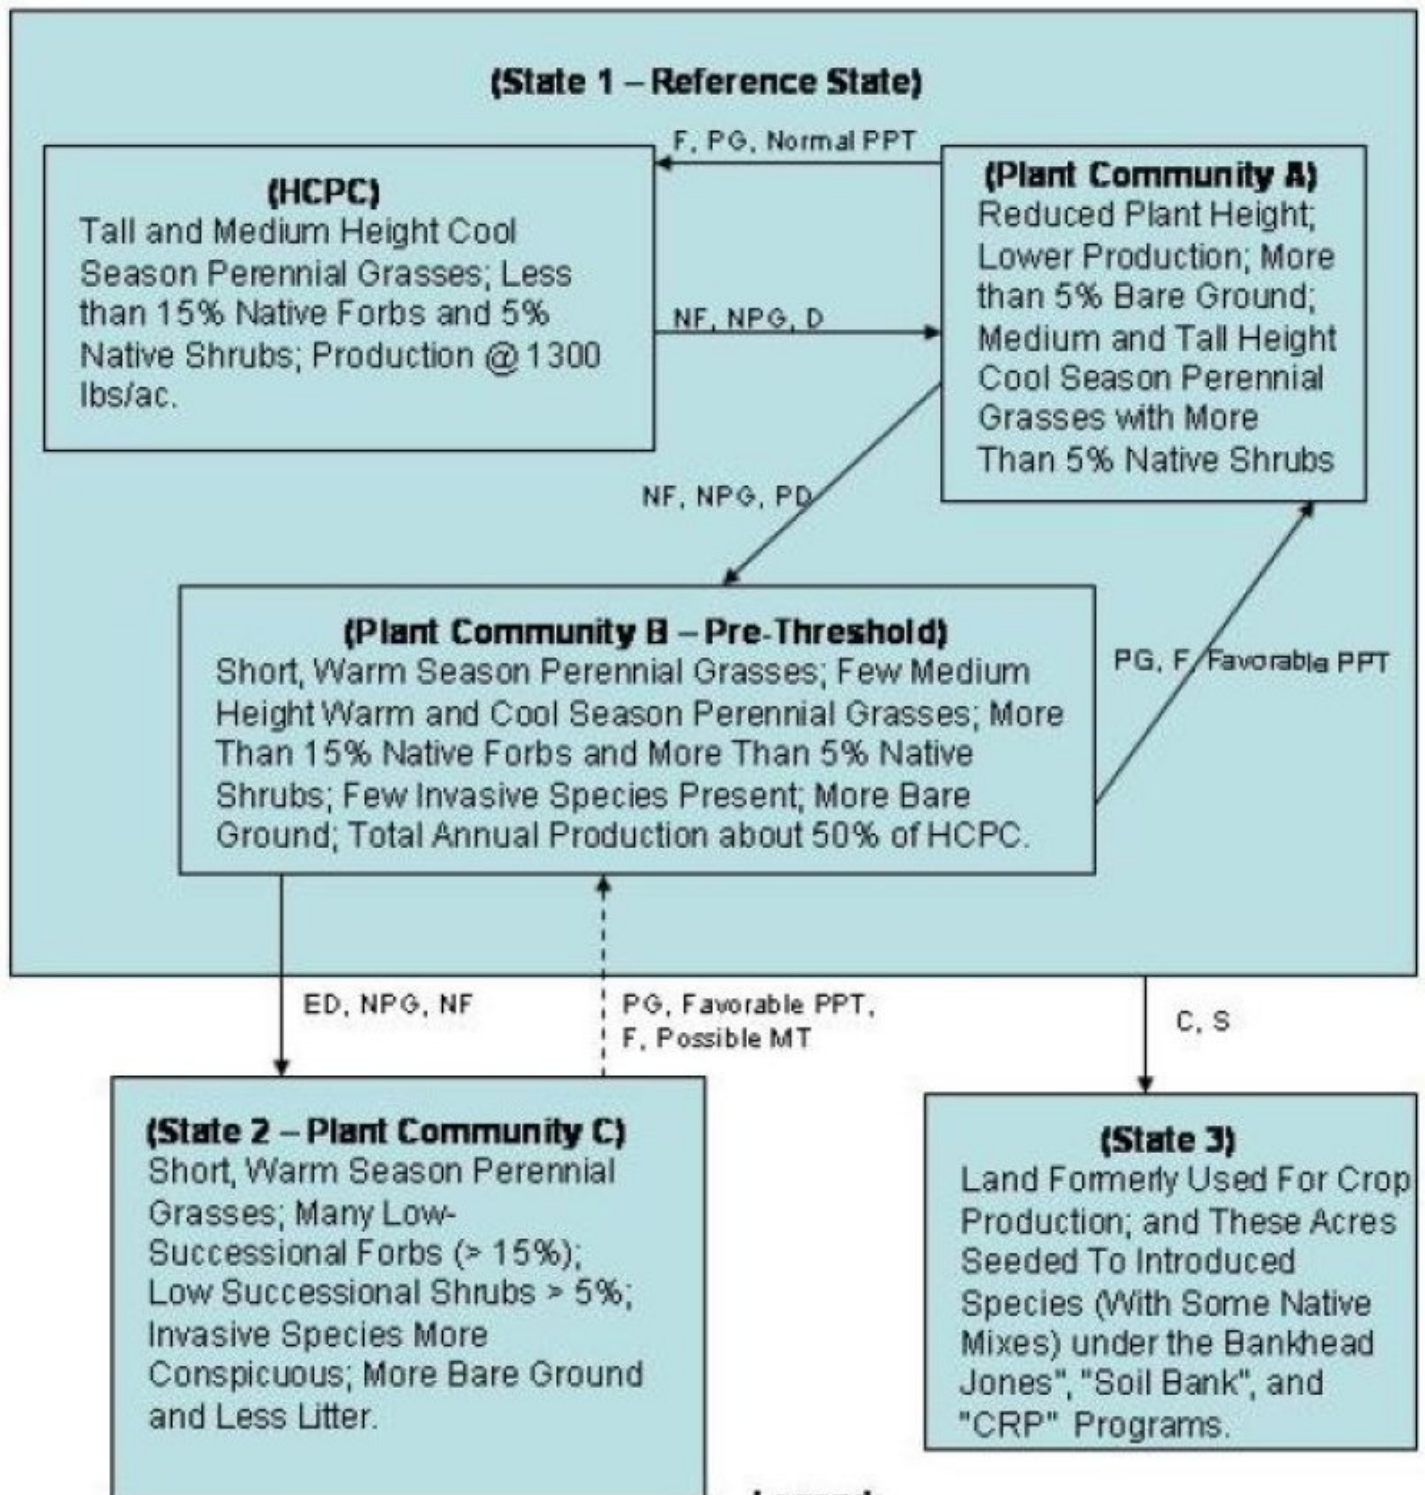 (State 1 – Reference State)
F, PG, Normal PPT
(HCPC)
Tall and Medium Height Cool
Season Perennial Grasses; Less
than 15% Native Forbs and 5%
Native Shrubs; Production @ 1300
lbs/ac.
(Plant Community A)
Reduced Plant Height;
Lower Production; More
than 5% Bare Ground;
Medium and Tall Height
Cool Season Perennial
Grasses with More
Than 5% Native Shrubs
NF, NPG, D
NF, NPG, PD
(Plant Community B – Pre-Threshold)
Short, Warm Season Perennial Grasses; Few Medium
Height Warm and Cool Season Perennial Grasses; More
Than 15% Native Forbs and More Than 5% Native
Shrubs; Few Invasive Species Present; More Bare
Ground; Total Annual Production about 50% of HCPC.
PG, F, Favorable PPT
ED, NPG, NF
PG, Favorable PPT,
F, Possible MT
C, S
(State 2 – Plant Community C)
Short, Warm Season Perennial
Grasses; Many Low-
Successional Forbs (> 15%);
Low Successional Shrubs > 5%;
Invasive Species More
Conspicuous; More Bare Ground
and Less Litter.
(State 3)
Land Formerly Used For Crop
Production; and These Acres
Seeded To Introduced
Species (With Some Native
Mixes) under the Bankhead
Jones", "Soil Bank", and
"CRP" Programs.